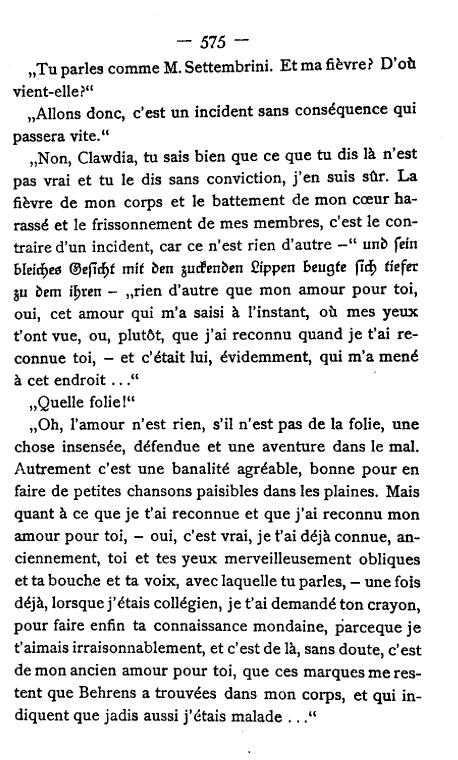 — 575 —
„Tu parles comme M. Settembrini. Et ma fièvre? D'où
vient-elle?“
„Allons donc, c'est un incident sans conséquence qui
passera vite.“
„Non, Clawdia, tu sais bien que ce que tu dis là n'est
pas vrai et tu le dis sans conviction, j'en suis sûr. La
fièvre de mon corps et le battement de mon cœur ha-
rassé et le frissonnement de mes membres, c'est le con-
traire d'un incident, car ce n'est rien d'autre –“ und sein
bleiches Gesicht mit den zuckenden Lippen beugte sich tiefer
zu dem ihren – „rien d'autre que mon amour pour toi,
oui, cet amour qui m'a saisi à l'instant, où mes yeux
t'ont vue, ou, plutôt, que j'ai reconnu quand je t'ai re-
connue toi, – et c'était lui, évidemment, qui m'a mené
à cet endroit . . .“
„Quelle folie!“
„Oh, l'amour n'est rien, s'il n'est pas de la folie, une
chose insensée, défendue et une aventure dans le mal.
Autrement c'est une banalité agréable, bonne pour en
faire de petites chansons paisibles dans les plaines. Mais
quant à ce que je t'ai reconnue et que j'ai reconnu mon
amour pour toi, – oui, c'est vrai, je t'ai déjà connue, an-
ciennement, toi et tes yeux merveilleusement obliques
et ta bouche et ta voix, avec laquelle tu parles, – une fois
déjà, lorsque j'étais collégien, je t'ai demandé ton crayon,
pour faire enfin ta connaissance mondaine, parceque je
t'aimais irraisonnablement, et c'est de là, sans doute, c'est
de mon ancien amour pour toi, que ces marques me res-
tent que Behrens a trouvées dans mon corps, et qui in-
diquent que jadis aussi j'étais malade . . .“